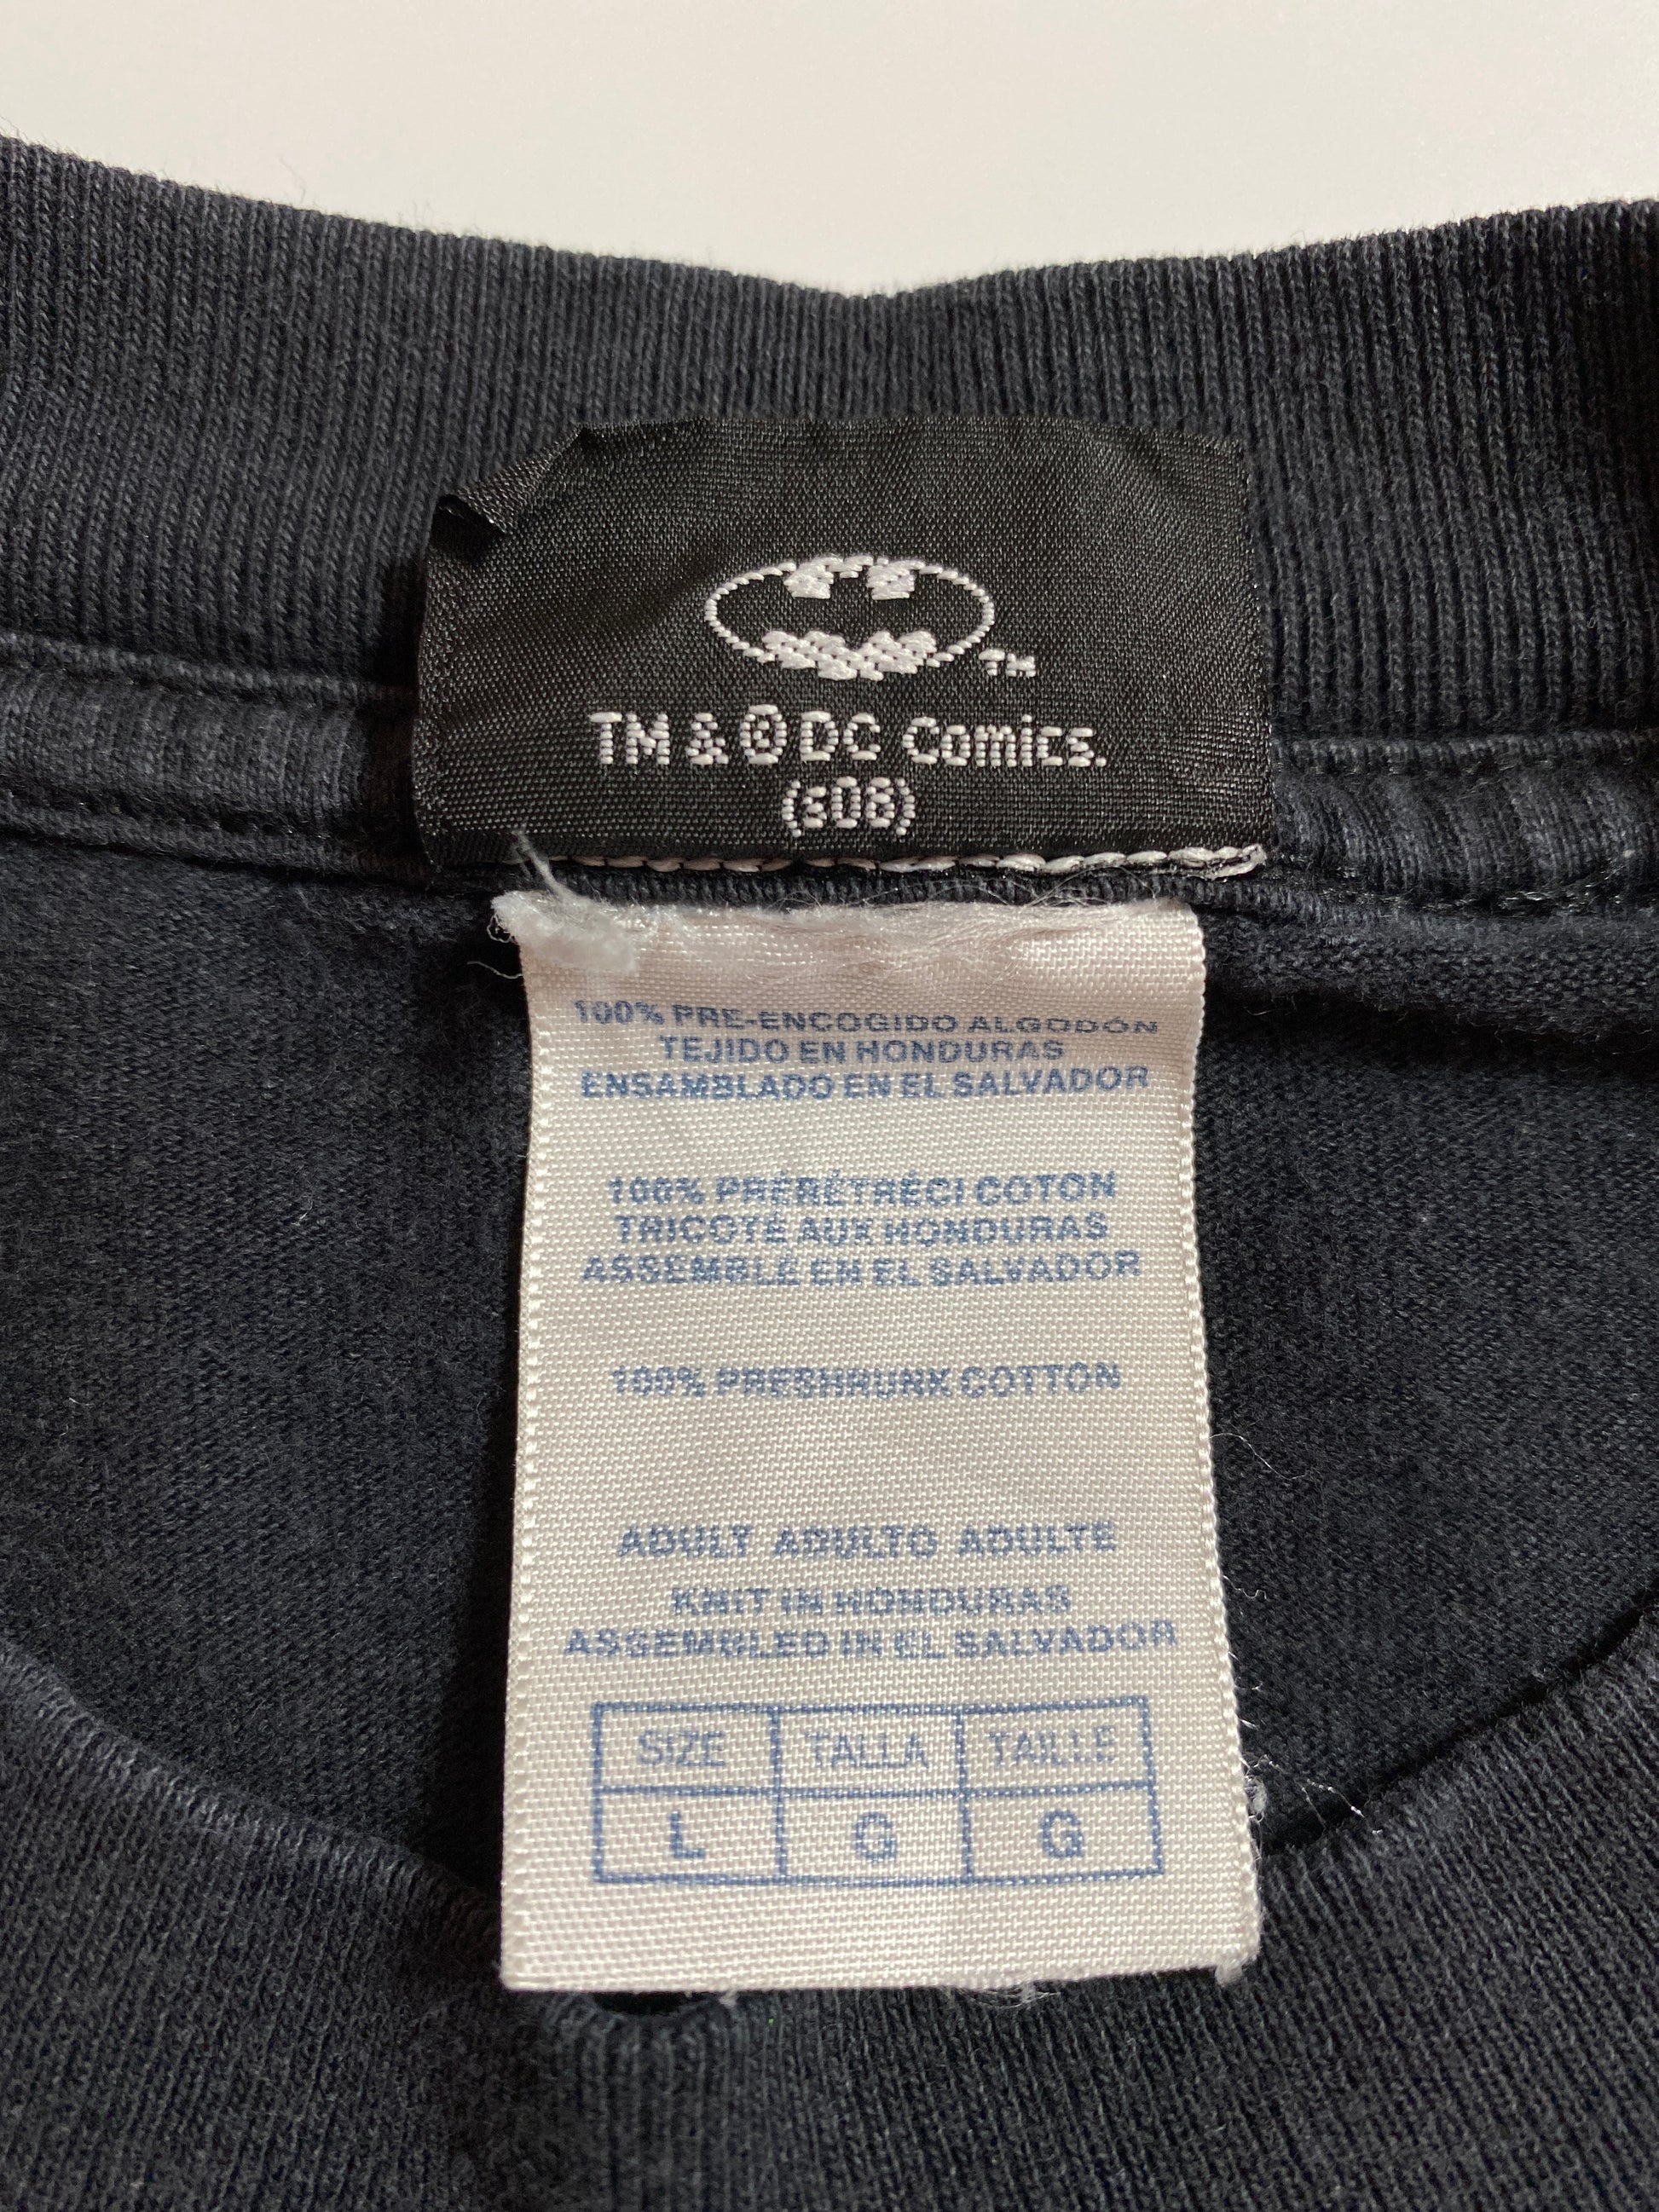 TM
TM & ® DC Comics.
(s08)
100% PRE-ENCOGIDO ALGODÓN
TEJIDO EN HONDURAS
ENSAMBLADO EN EL SALVADOR
100% PRÉRÉTRÉCI COTON
TRICOTÉ AUX HONDURAS
ASSEMBLÉ EN EL SALVADOR
100% PRESHRUNK COTTON
ADULT ADULTO ADULTE
KNIT IN HONDURAS
ASSEMBLED IN EL SALVADOR
SIZE TALLA TAILLE
L G G